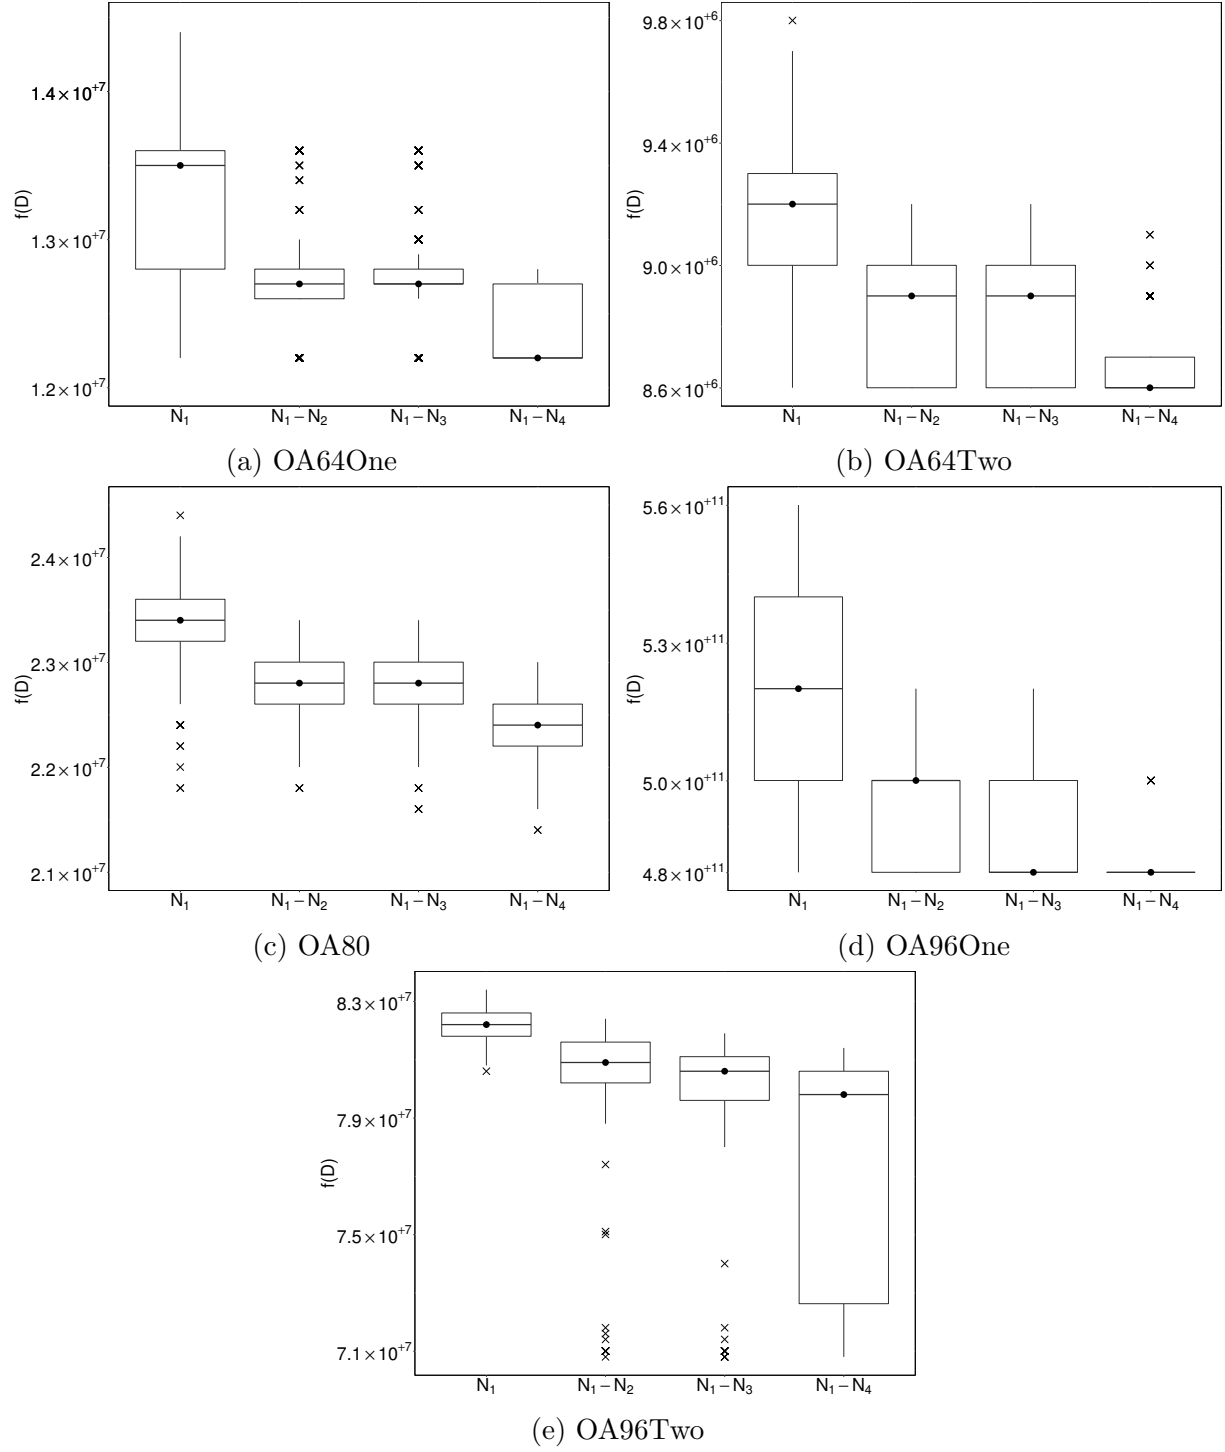 1.4×10⁺⁷
1.3×10⁺⁷
1.2×10⁺⁷
f(D)
N₁
N₁−N₂
N₁−N₃
N₁−N₄
(a) OA64One
9.8×10⁺⁶
9.4×10⁺⁶
9.0×10⁺⁶
8.6×10⁺⁶
f(D)
N₁
N₁−N₂
N₁−N₃
N₁−N₄
(b) OA64Two
2.4×10⁺⁷
2.3×10⁺⁷
2.2×10⁺⁷
2.1×10⁺⁷
f(D)
N₁
N₁−N₂
N₁−N₃
N₁−N₄
(c) OA80
5.6×10⁺¹¹
5.3×10⁺¹¹
5.0×10⁺¹¹
4.8×10⁺¹¹
f(D)
N₁
N₁−N₂
N₁−N₃
N₁−N₄
(d) OA96One
8.3×10⁺⁷
7.9×10⁺⁷
7.5×10⁺⁷
7.1×10⁺⁷
f(D)
N₁
N₁−N₂
N₁−N₃
N₁−N₄
(e) OA96Two